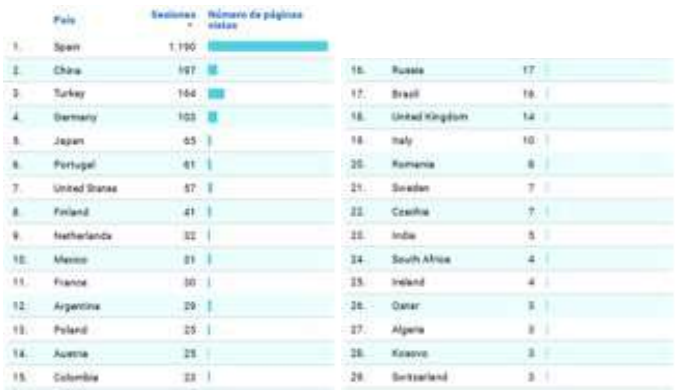 País Sesiones Número de páginas vistas
1. Spain 1.190
2. China 197
3. Turkey 164
4. Germany 103
5. Japan 65
6. Portugal 61
7. United States 57
8. Finland 41
9. Netherlands 32
10. Mexico 31
11. France 30
12. Argentina 29
13. Poland 25
14. Austria 25
15. Colombia 23
16. Russia 17
17. Brazil 16
18. United Kingdom 14
19. Italy 10
20. Romania 8
21. Sweden 7
22. Czechia 7
23. India 5
24. South Africa 4
25. Ireland 4
26. Qatar 3
27. Algeria 3
28. Kosovo 3
29. Switzerland 3